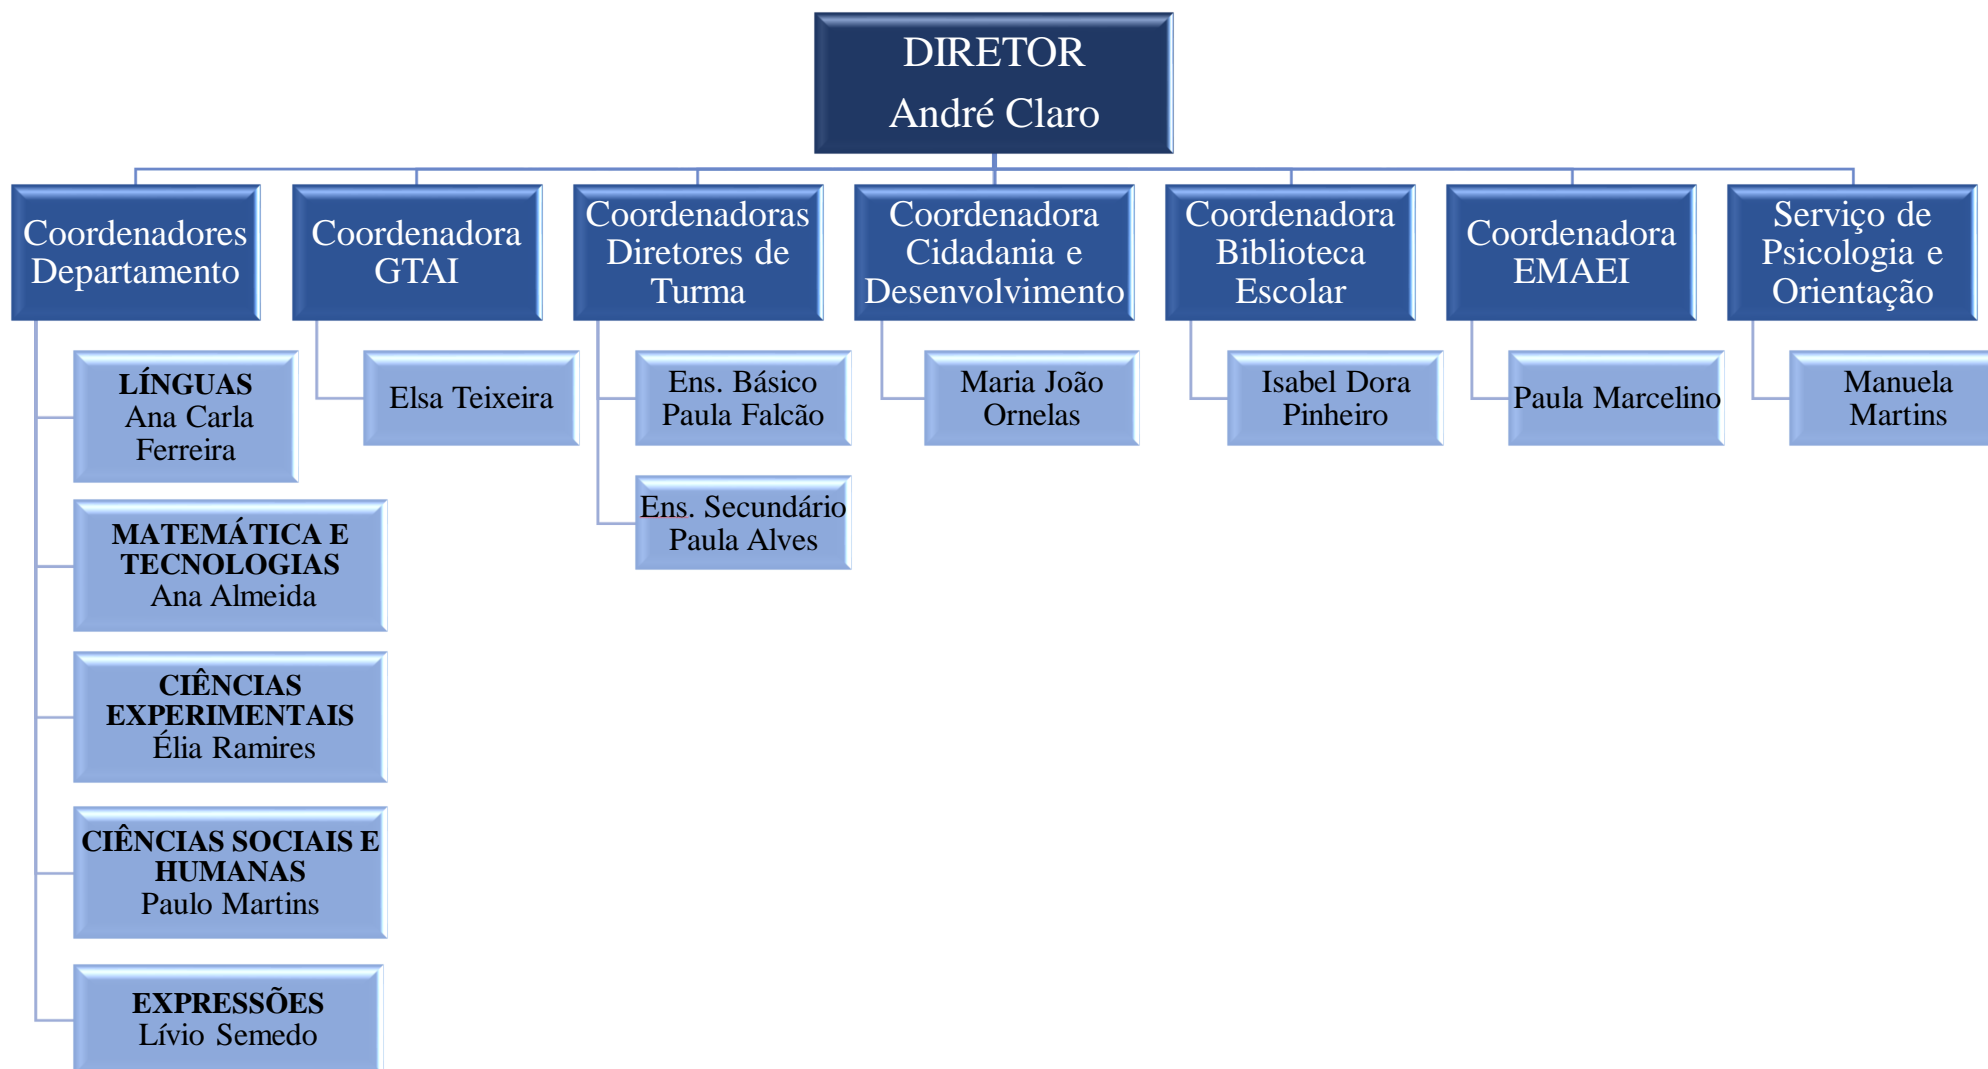 DIRETOR
André Claro
Coordenadores
Departamento
LÍNGUAS
Ana Carla
Ferreira
MATEMÁTICA E
TECNOLOGIAS
Ana Almeida
CIÊNCIAS
EXPERIMENTAIS
Élia Ramires
CIÊNCIAS SOCIAIS E
HUMANAS
Paulo Martins
EXPRESSÕES
Lívio Semedo
Coordenadora
GTAI
Elsa Teixeira
Coordenadoras
Diretores de
Turma
Ens. Básico
Paula Falcão
Ens. Secundário
Paula Alves
Coordenadora
Cidadania e
Desenvolvimento
Maria João
Ornelas
Coordenadora
Biblioteca
Escolar
Isabel Dora
Pinheiro
Coordenadora
EMAEI
Paula Marcelino
Serviço de
Psicologia e
Orientação
Manuela
Martins